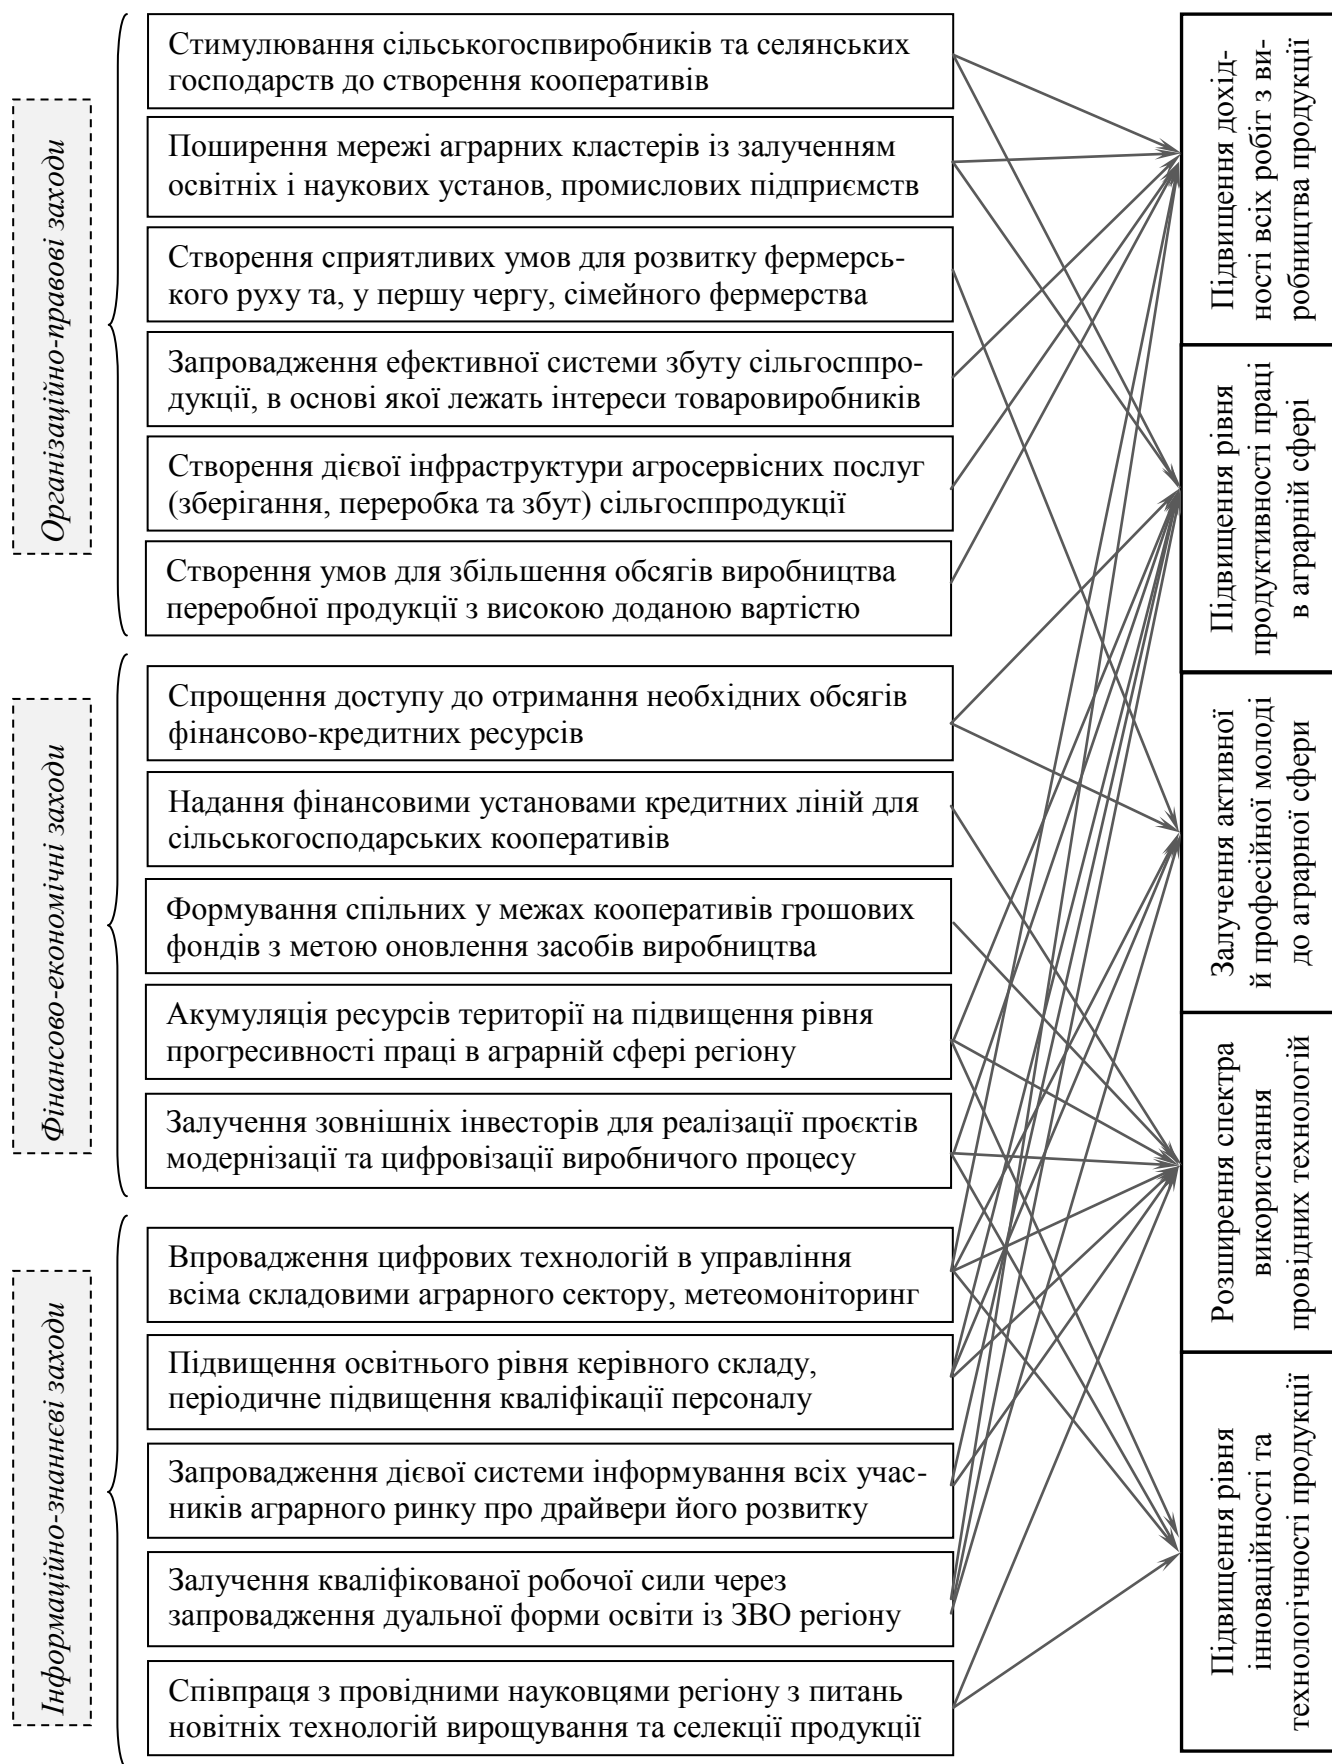 Організаційно-правові заходи
Стимулювання сільськогоспвиробників та селянських
господарств до створення кооперативів
Поширення мережі аграрних кластерів із залученням
освітніх і наукових установ, промислових підприємств
Створення сприятливих умов для розвитку фермерсь-
кого руху та, у першу чергу, сімейного фермерства
Запровадження ефективної системи збуту сільгосппро-
дукції, в основі якої лежать інтереси товаровиробників
Створення дієвої інфраструктури агросервісних послуг
(зберігання, переробка та збут) сільгосппродукції
Створення умов для збільшення обсягів виробництва
переробної продукції з високою доданою вартістю
Фінансово-економічні заходи
Спрощення доступу до отримання необхідних обсягів
фінансово-кредитних ресурсів
Надання фінансовими установами кредитних ліній для
сільськогосподарських кооперативів
Формування спільних у межах кооперативів грошових
фондів з метою оновлення засобів виробництва
Акумуляція ресурсів території на підвищення рівня
прогресивності праці в аграрній сфері регіону
Залучення зовнішніх інвесторів для реалізації проєктів
модернізації та цифровізації виробничого процесу
Інформаційно-знаннєві заходи
Впровадження цифрових технологій в управління
всіма складовими аграрного сектору, метеомоніторинг
Підвищення освітнього рівня керівного складу,
періодичне підвищення кваліфікації персоналу
Запровадження дієвої системи інформування всіх учас-
ників аграрного ринку про драйвери його розвитку
Залучення кваліфікованої робочої сили через
запровадження дуальної форми освіти із ЗВО регіону
Співпраця з провідними науковцями регіону з питань
новітніх технологій вирощування та селекції продукції
Підвищення дохід-
ності всіх робіт з ви-
робництва продукції
Підвищення рівня
продуктивності праці
в аграрній сфері
Залучення активної
й професійної молоді
до аграрної сфери
Розширення спектра
використання
провідних технологій
Підвищення рівня
інноваційності та
технологічності продукції